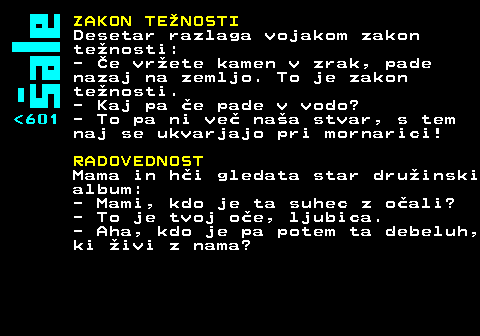 Šale
<601
ZAKON TEŽNOSTI
Desetar razlaga vojakom zakon
težnosti:
- Če vržete kamen v zrak, pade
nazaj na zemljo. To je zakon
težnosti.
- Kaj pa če pade v vodo?
- To pa ni več naša stvar, s tem
naj se ukvarjajo pri mornarici!
RADOVEDNOST
Mama in hči gledata star družinski
album:
- Mami, kdo je ta suhec z očali?
- To je tvoj oče, ljubica.
- Aha, kdo je pa potem ta debeluh,
ki živi z nama?